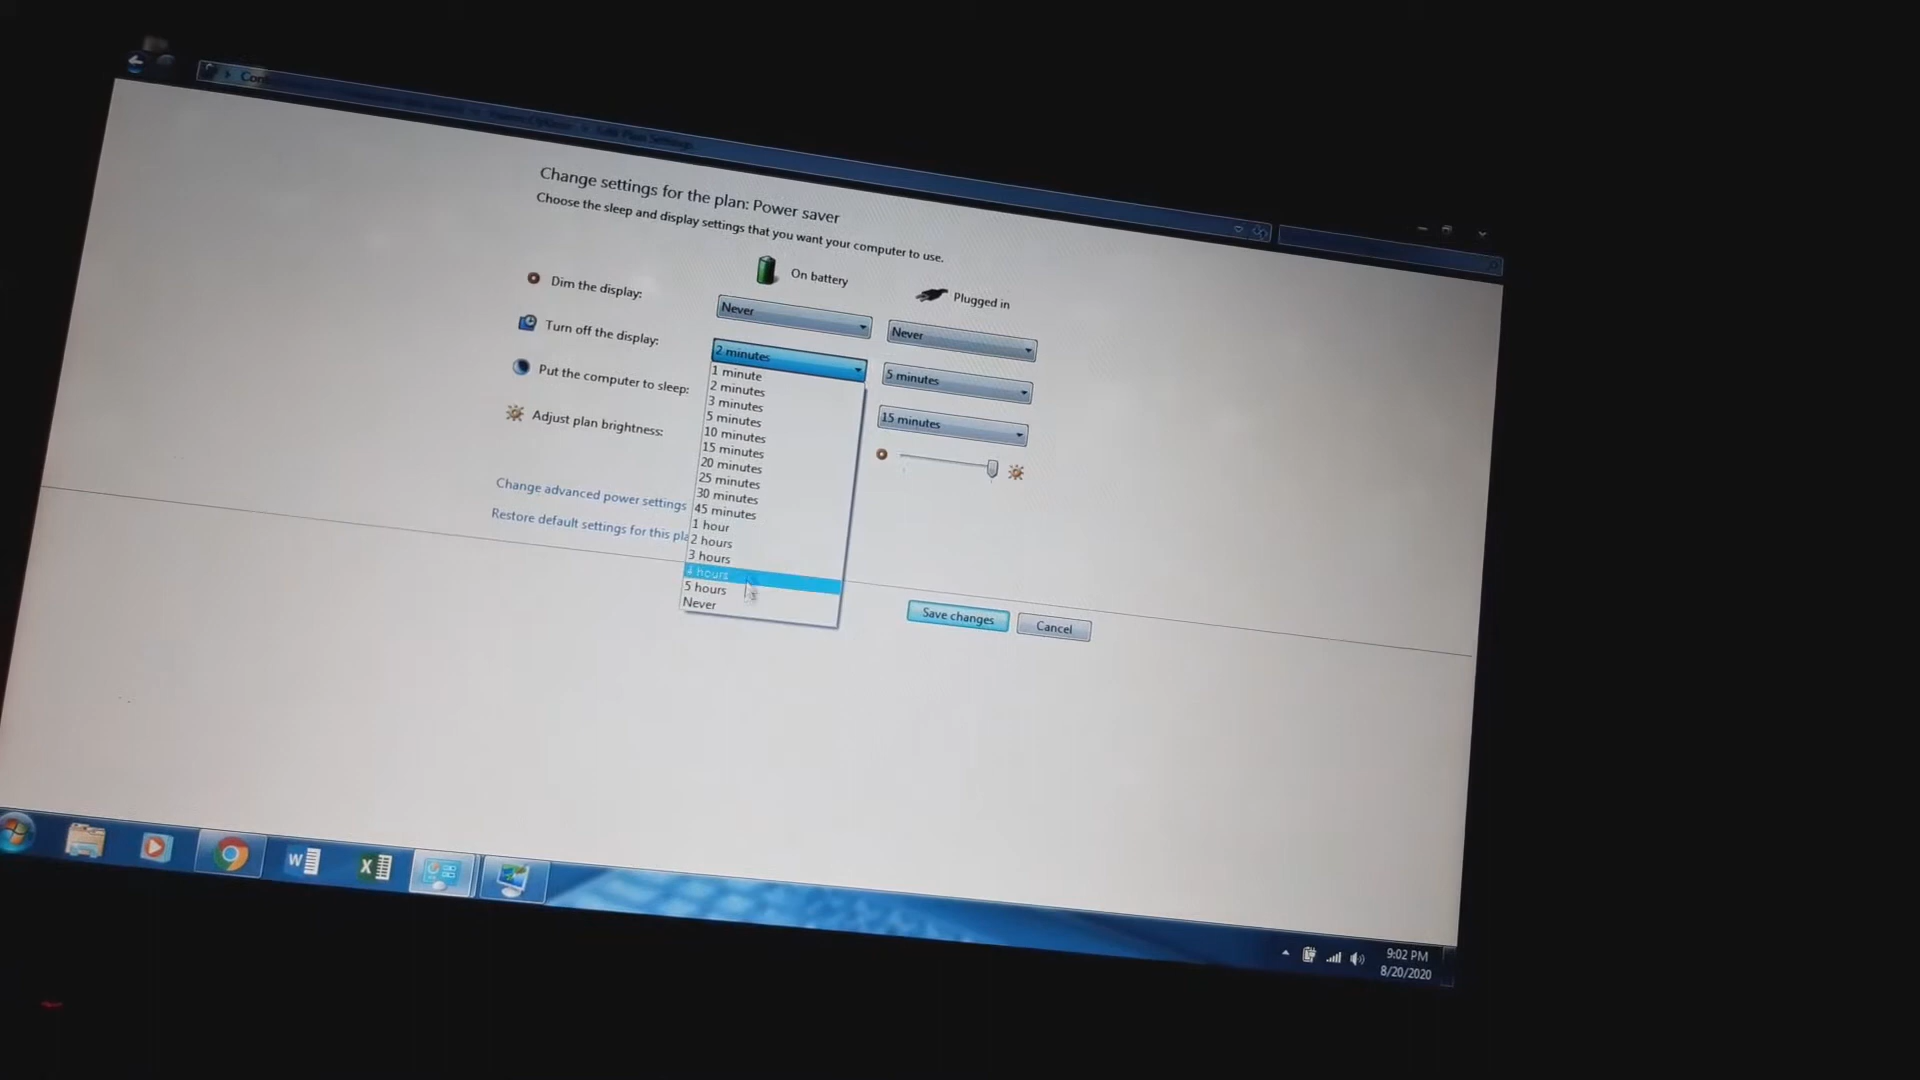 Edit Plan Settings
Change settings for the plan: Power saver
Choose the sleep and display settings that you want your computer to use.
On battery
Plugged in
Dim the display:
Never
Never
Turn off the display:
2 minutes
5 minutes
Put the computer to sleep:
15 minutes
Adjust plan brightness:
1 minute
2 minutes
3 minutes
5 minutes
10 minutes
15 minutes
20 minutes
25 minutes
30 minutes
45 minutes
1 hour
2 hours
3 hours
4 hours
5 hours
Never
Change advanced power settings
Restore default settings for this pla
Save changes
Cancel
9:02 PM
8/20/2020